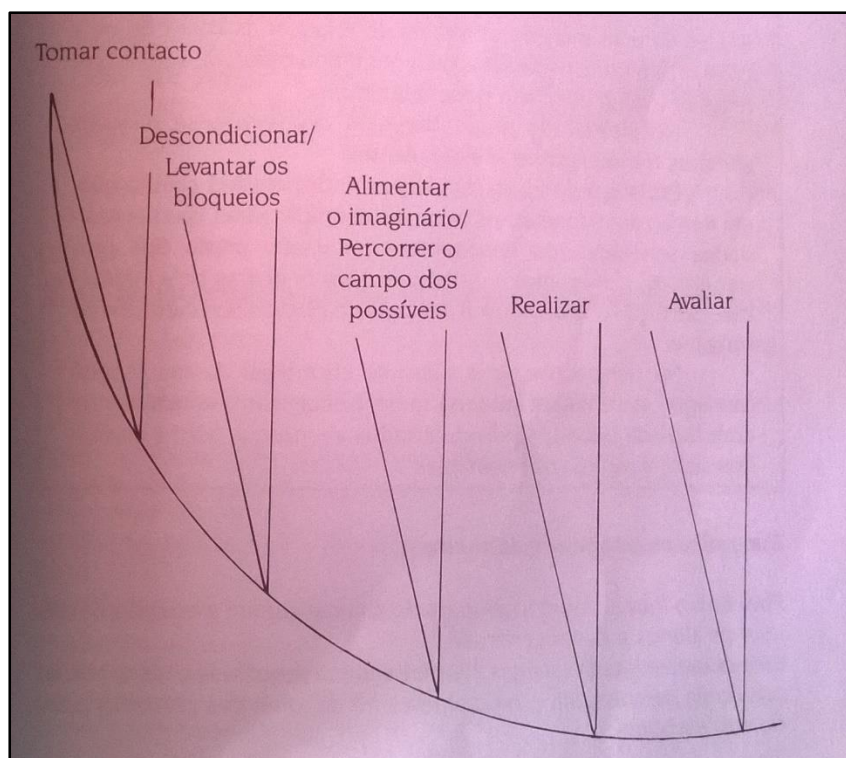 Tomar contacto
Descondicionar/
Levantar os
bloqueios
Alimentar
o imaginário/
Percorrer o
campo dos
possíveis
Realizar
Avaliar